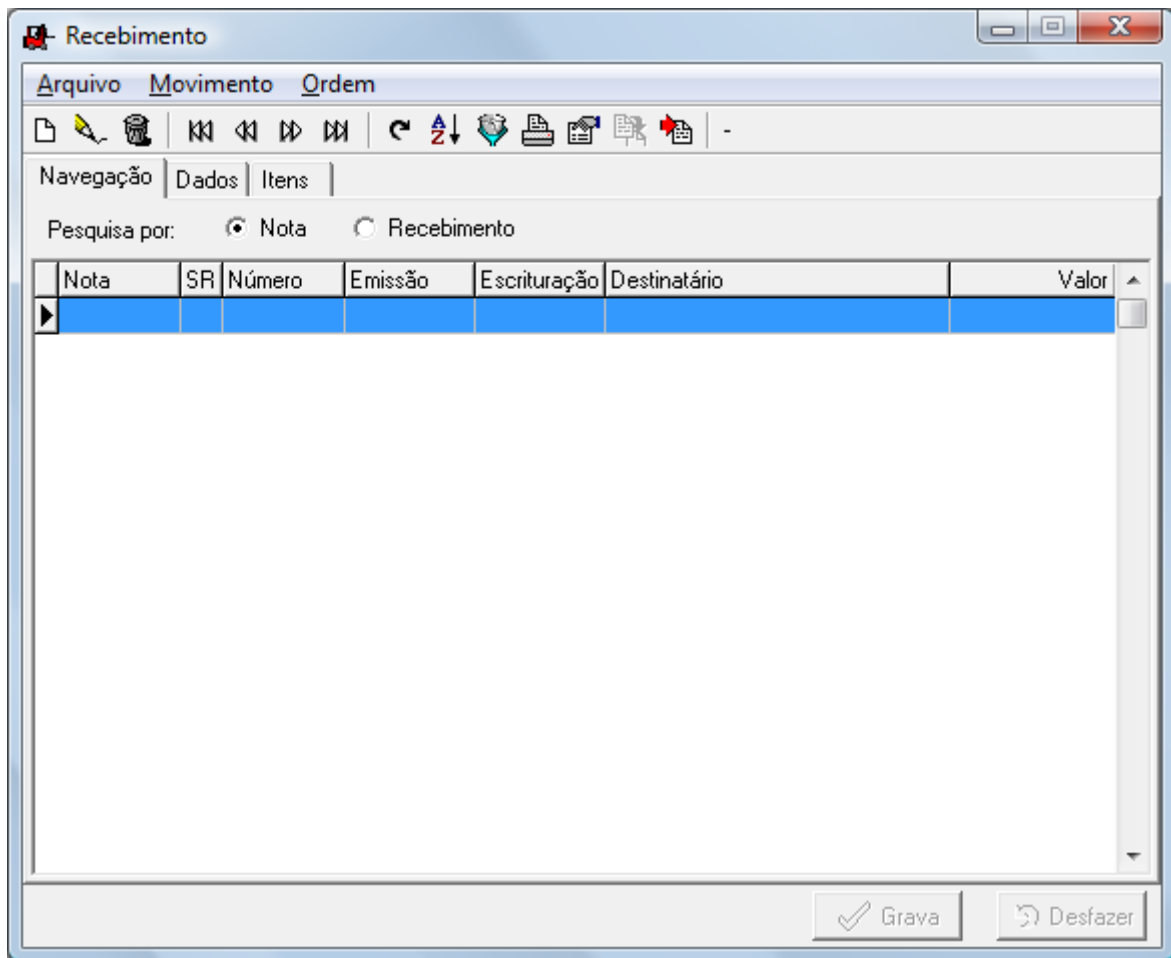 Recebimento
Arquivo Movimento Ordem
-
Navegação Dados Itens
Pesquisa por: Nota Recebimento
Nota SR Número Emissão Escrituração Destinatário Valor
Grava Desfazer